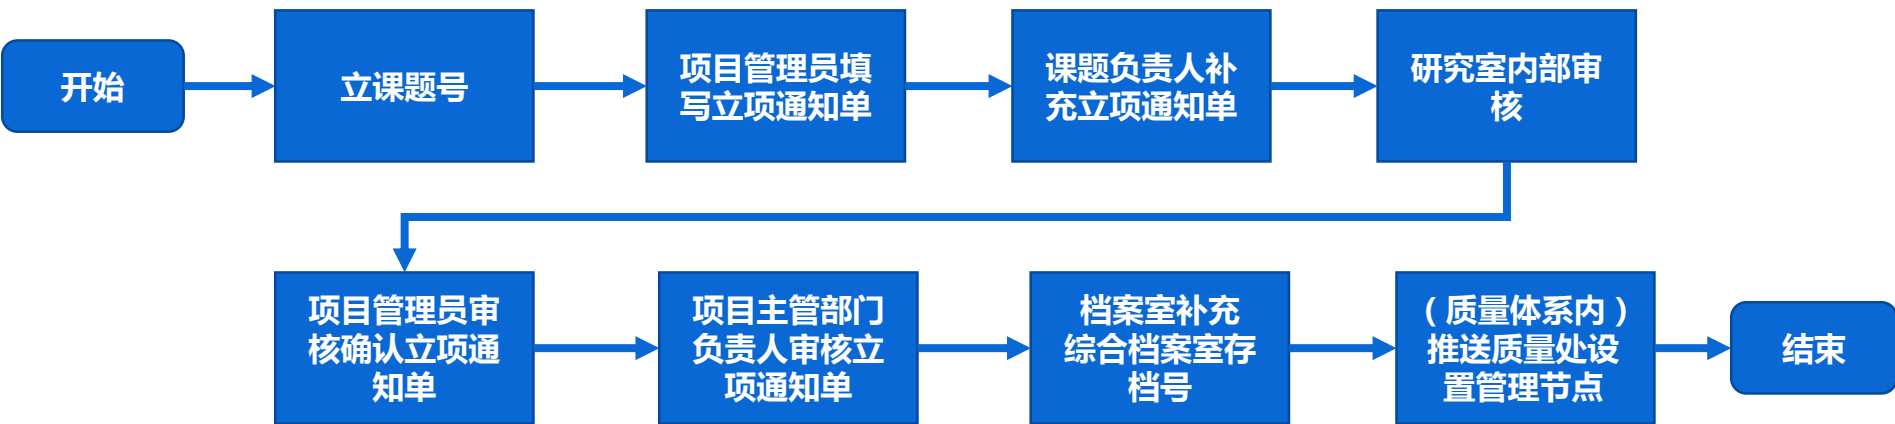 开始
立课题号
项目管理员填
写立项通知单
课题负责人补
充立项通知单
研究室内部审
核
项目管理员审
核确认立项通
知单
项目主管部门
负责人审核立
项通知单
档案室补充
综合档案室存
档号
（质量体系内）
推送质量处设
置管理节点
结束